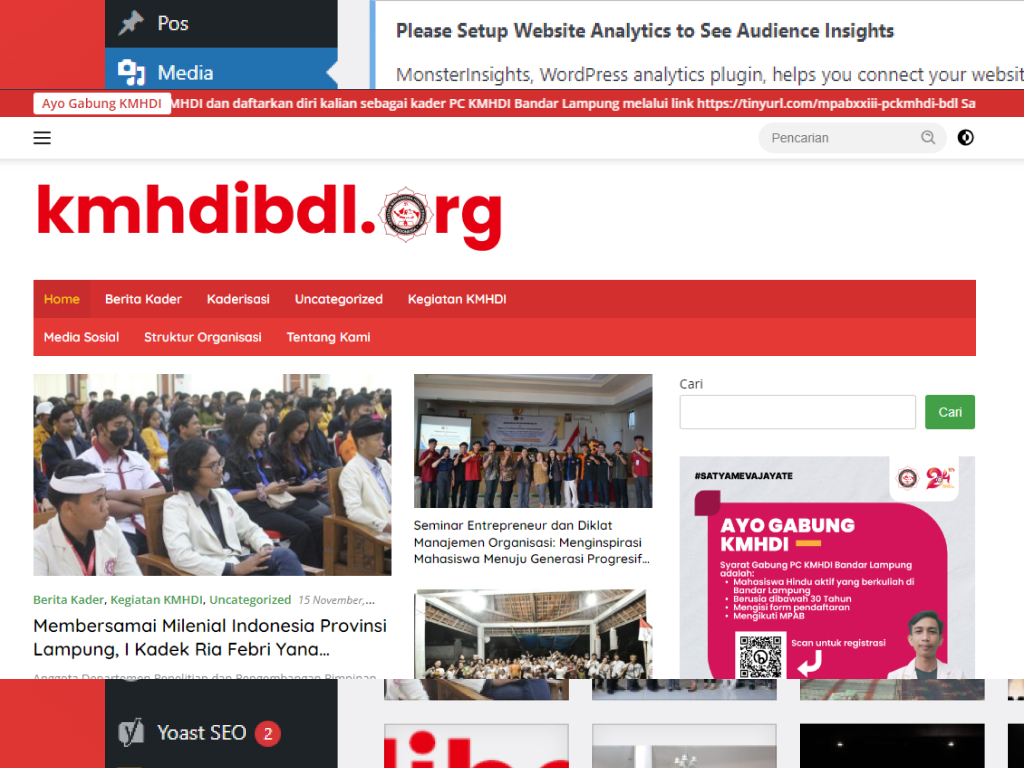 Pos
Please Setup Website Analytics to See Audience Insights
Media
MonsterInsights, WordPress analytics plugin, helps you connect your websit
Ayo Gabung KMHDI
MHDI dan daftarkan diri kalian sebagai kader PC KMHDI Bandar Lampung melalui link https://tinyurl.com/mpabxxiii-pckmhdi-bdl Sa
Pencarian
kmhdibdl.org
Home Berita Kader Kaderisasi Uncategorized Kegiatan KMHDI
Media Sosial Struktur Organisasi Tentang Kami
Berita Kader, Kegiatan KMHDI, Uncategorized 15 November,...
Membersamai Milenial Indonesia Provinsi
Lampung, I Kadek Ria Febri Yana...
Anggota Departemen Penelitian dan Pengembangan Pimpinan
Seminar Entrepreneur dan Diklat
Manajemen Organisasi: Menginspirasi
Mahasiswa Menuju Generasi Progresif...
Cari
Cari
#SATYAMEVAJAYATE
AYO GABUNG
KMHDI
Syarat Gabung PC KMHDI Bandar Lampung
adalah:
• Mahasiswa Hindu aktif yang berkuliah di
Bandar Lampung
• Berusia dibawah 30 Tahun
• Mengisi form pendaftaran
• Mengikuti MPAB
Scan untuk registrasi
Yoast SEO 2